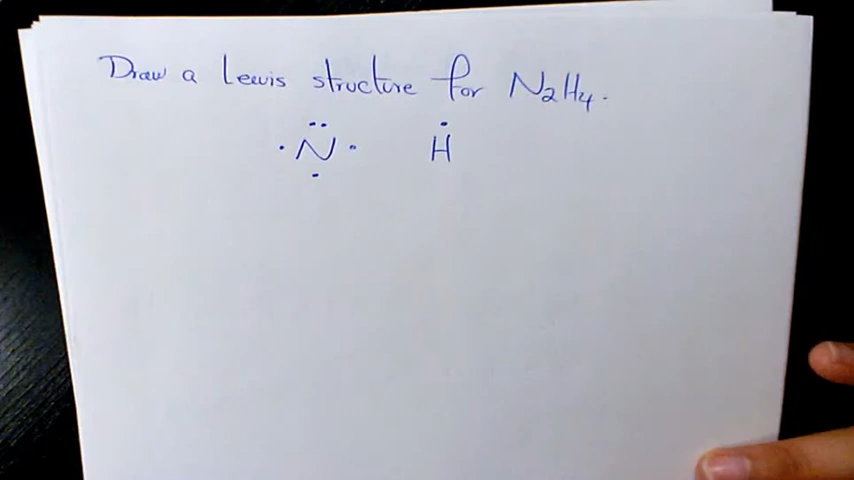 Draw a Lewis structure for N₂H₄.
N H